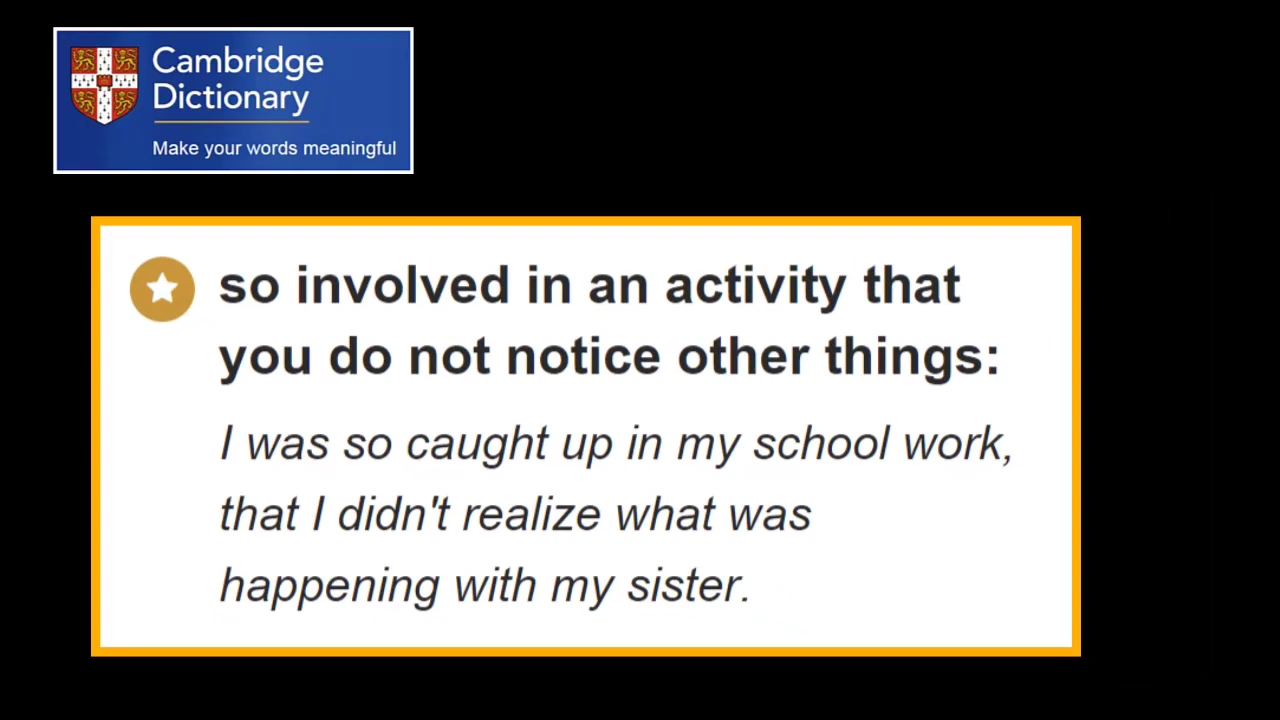 Cambridge
Dictionary
Make your words meaningful
so involved in an activity that
you do not notice other things:
I was so caught up in my school work,
that I didn't realize what was
happening with my sister.